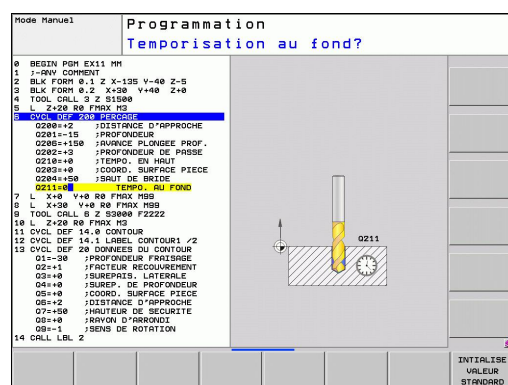 Mode Manuel
Programmation
Temporisation au fond?
0 BEGIN PGM EX11 MM
1 ;-ANY COMMENT
2 BLK FORM 0.1 Z X-135 Y-40 Z-5
3 BLK FORM 0.2 X+30 Y+40 Z+0
4 TOOL CALL 3 Z S1500
5 L Z+20 R0 FMAX M3
6 CYCL DEF 200 PERCAGE
Q200=+2 ;DISTANCE D'APPROCHE
Q201=-15 ;PROFONDEUR
Q206=+150 ;AVANCE PLONGEE PROF.
Q202=+3 ;PROFONDEUR DE PASSE
Q210=+0 ;TEMPO. EN HAUT
Q203=+0 ;COORD. SURFACE PIECE
Q204=+50 ;SAUT DE BRIDE
Q211=0 TEMPO. AU FOND
7 L X+0 Y+0 R0 FMAX M99
8 L X+30 Y+0 R0 FMAX M99
9 TOOL CALL 6 Z S3000 F2222
10 L Z+20 R0 FMAX M3
11 CYCL DEF 14.0 CONTOUR
12 CYCL DEF 14.1 LABEL CONTOUR1 /2
13 CYCL DEF 20 DONNEES DU CONTOUR
Q1=-30 ;PROFONDEUR FRAISAGE
Q2=+1 ;FACTEUR RECOUVREMENT
Q3=+0 ;SUREPAIS. LATERALE
Q4=+0 ;SUREP. DE PROFONDEUR
Q5=+0 ;COORD. SURFACE PIECE
Q6=+2 ;DISTANCE D'APPROCHE
Q7=+50 ;HAUTEUR DE SECURITE
Q8=+0 ;RAYON D'ARRONDI
Q9=-1 ;SENS DE ROTATION
14 CALL LBL 2
Q211
INTIALISE
VALEUR
STANDARD